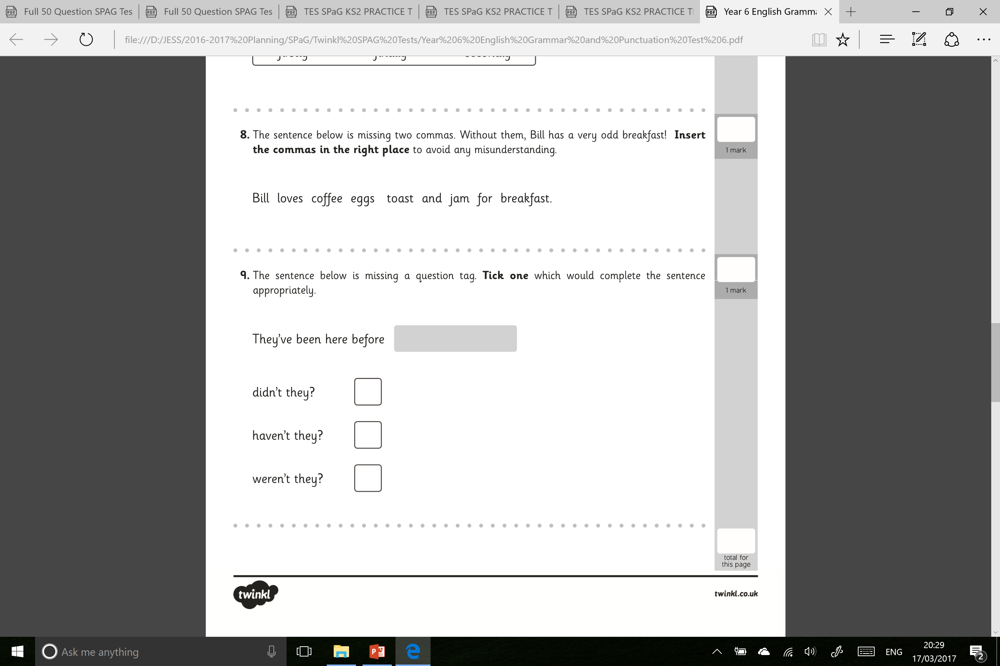 Full 50 Question SPAG Tes
Full 50 Question SPAG Tes
TES SPaG KS2 PRACTICE T
TES SPaG KS2 PRACTICE T
TES SPaG KS2 PRACTICE T
Year 6 English Gramm
file:///D:/JESS/2016-2017%20Planning/SPaG/Twinkl%20SPAG%20Tests/Year%206%20English%20Grammar%20and%20Punctuation%20Test%206.pdf
8. The sentence below is missing two commas. Without them, Bill has a very odd breakfast! Insert
the commas in the right place to avoid any misunderstanding.
1 mark
Bill loves coffee eggs toast and jam for breakfast.
9. The sentence below is missing a question tag. Tick one which would complete the sentence
appropriately.
1 mark
They've been here before
didn't they?
haven't they?
weren't they?
total for
this page
twinkl
twinkl.co.uk
Ask me anything
ENG
20:29
17/03/2017
2